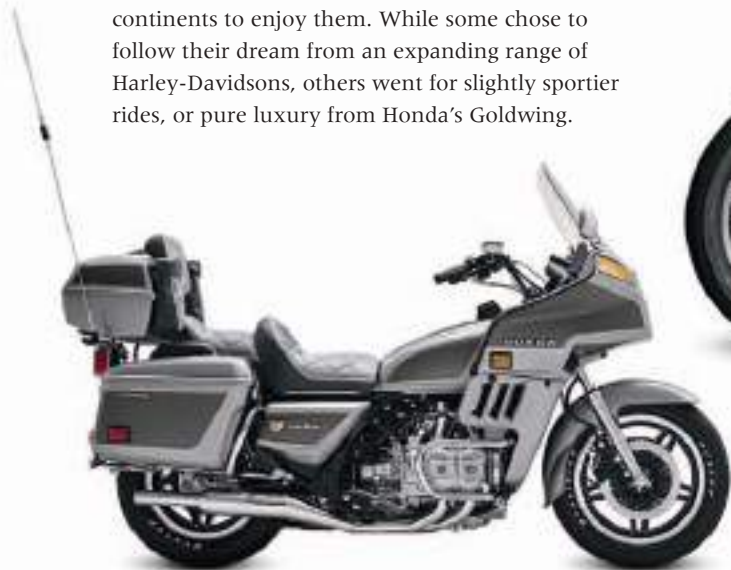 continents to enjoy them. While some chose to
follow their dream from an expanding range of
Harley-Davidsons, others went for slightly sportier
rides, or pure luxury from Honda's Goldwing.
HONDA